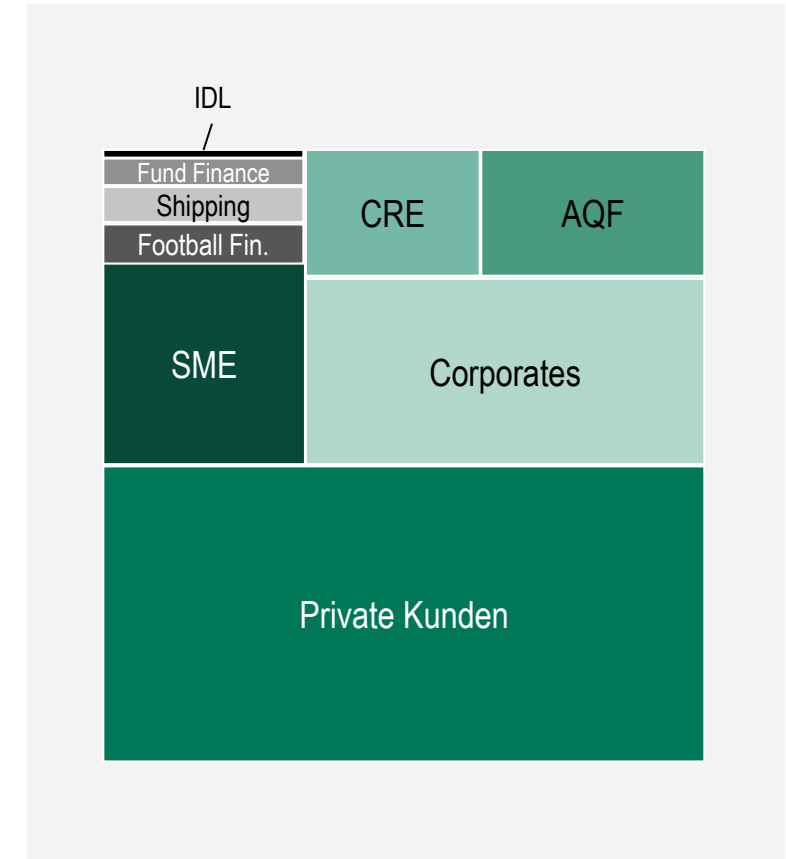 IDL
Fund Finance
Shipping
Football Fin.
CRE
AQF
SME
Corporates
Private Kunden